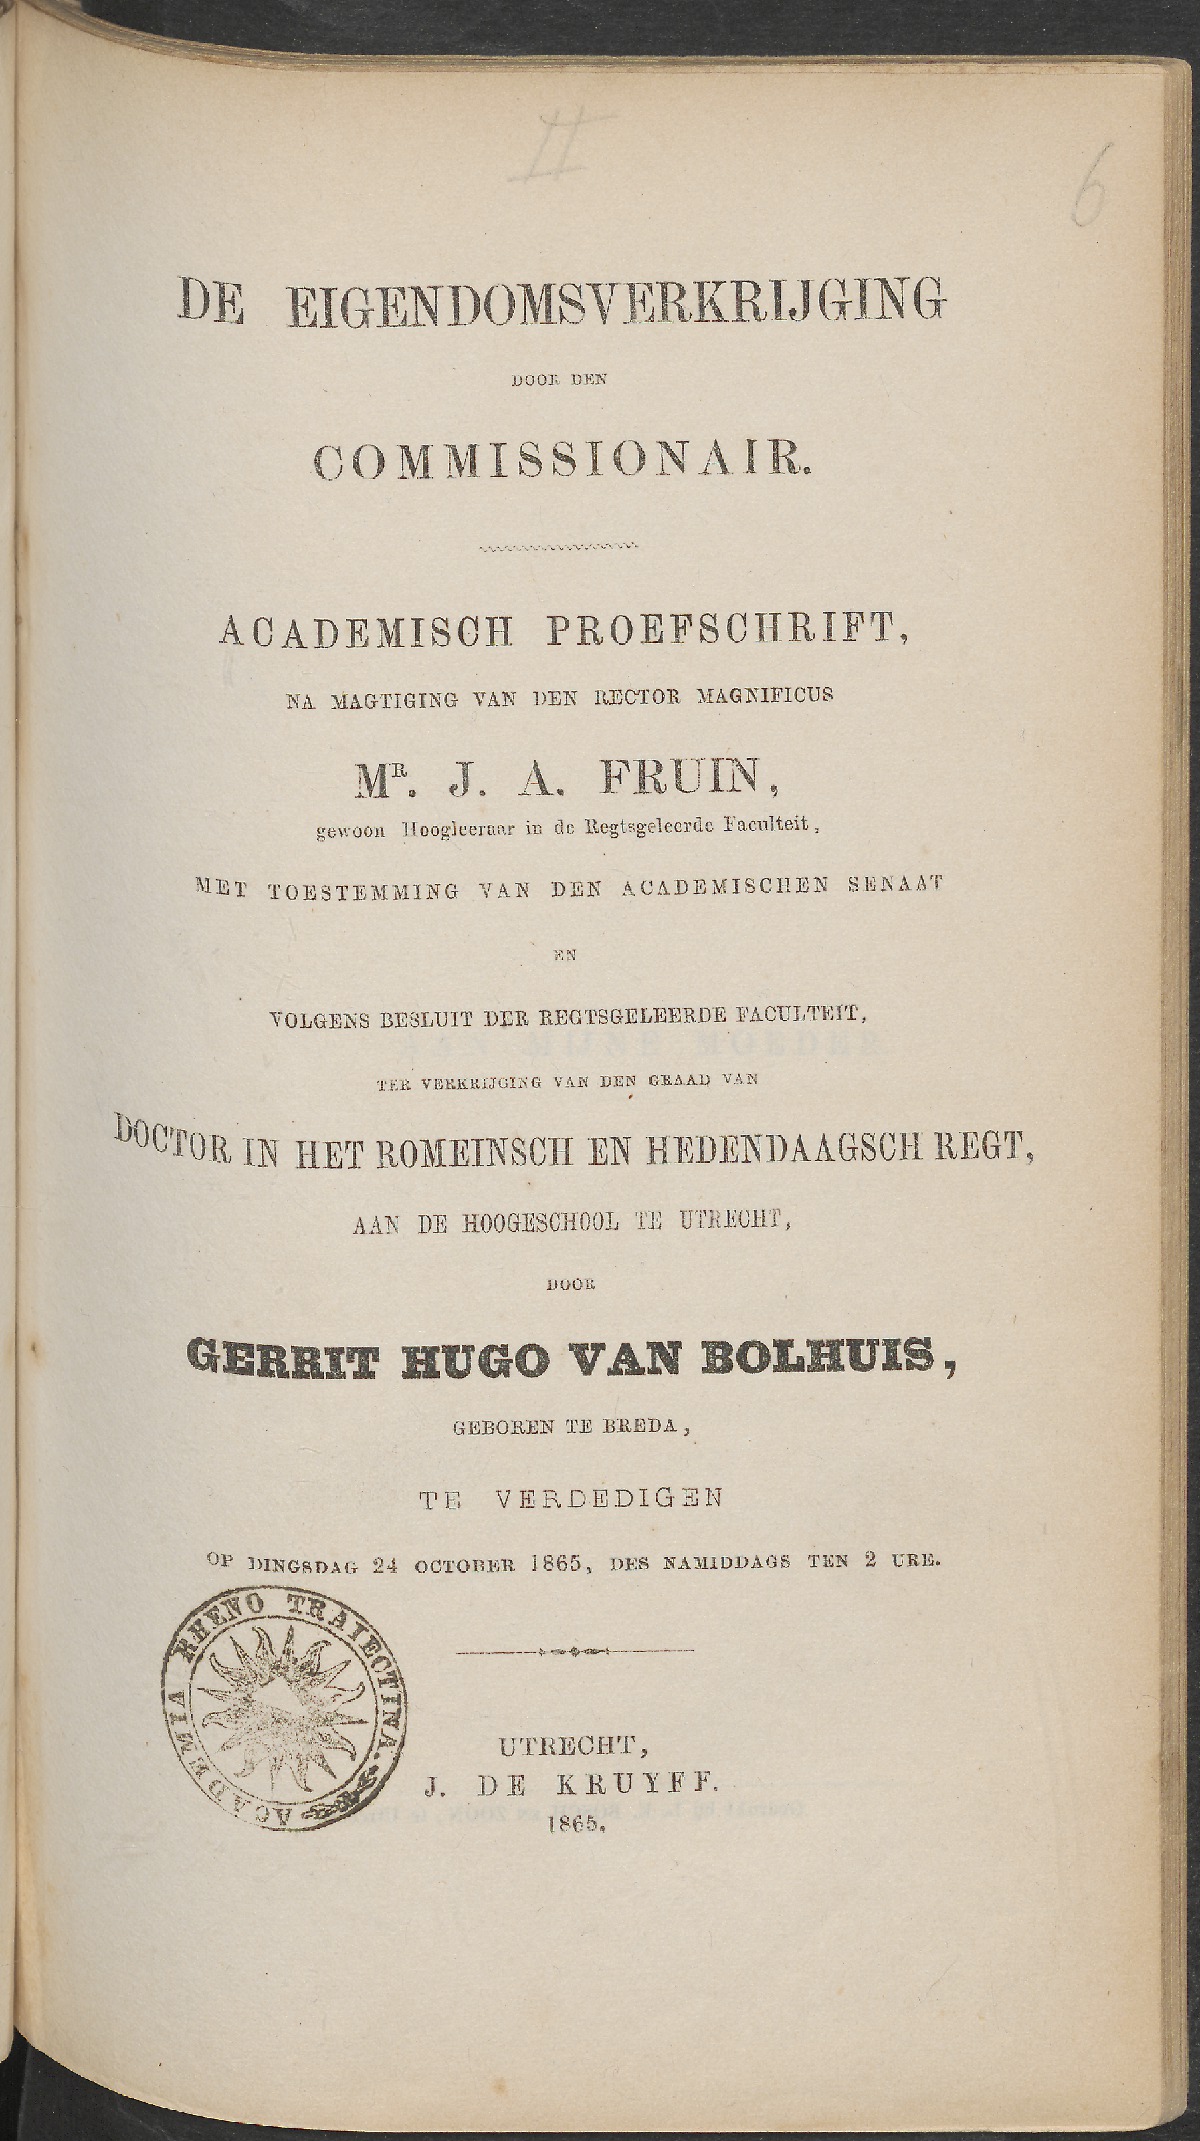 II
6
DE EIGENDOMSVERKRIJGING
DOOR DEN
COMMISSIONAIR.
ACADEMISCH PROEFSCHRIFT,
NA MAGTIGING VAN DEN RECTOR MAGNIFICUS
MR. J. A. FRUIN,
gewoon Hoogleeraar in de Regtsgeleerde Faculteit,
MET TOESTEMMING VAN DEN ACADEMISCHEN SENAAT
EN
VOLGENS BESLUIT DER REGTSGELEERDE FACULTEIT,
TER VERKRIJGING VAN DEN GRAAD VAN
DOCTOR IN HET ROMEINSCH EN HEDENDAAGSCH REGT,
AAN DE HOOGESCHOOL TE UTRECHT,
DOOR
GERRIT HUGO VAN BOLHUIS,
GEBOREN TE BREDA,
TE VERDEDIGEN
OP DINGSDAG 24 OCTOBER 1865, DES NAMIDDAGS TEN 2 URE.
ACADEMIA RHENO TRAIECTINA.
UTRECHT,
J. DE KRUYFF.
1865.